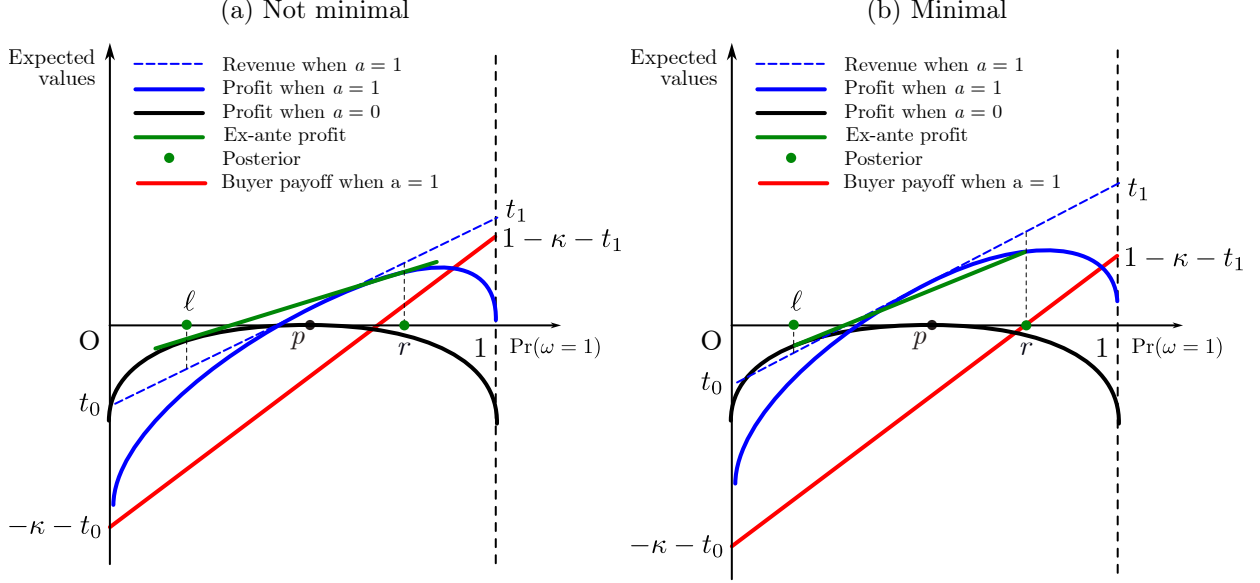 (a) Not minimal
Expected
values
Revenue when a = 1
Profit when a = 1
Profit when a = 0
Ex-ante profit
Posterior
Buyer payoff when a = 1
t₁
1 − κ − t₁
ℓ
O
p
r
1
Pr(ω = 1)
t₀
−κ − t₀
(b) Minimal
Expected
values
Revenue when a = 1
Profit when a = 1
Profit when a = 0
Ex-ante profit
Posterior
Buyer payoff when a = 1
t₁
1 − κ − t₁
ℓ
O
p
r
1
Pr(ω = 1)
t₀
−κ − t₀